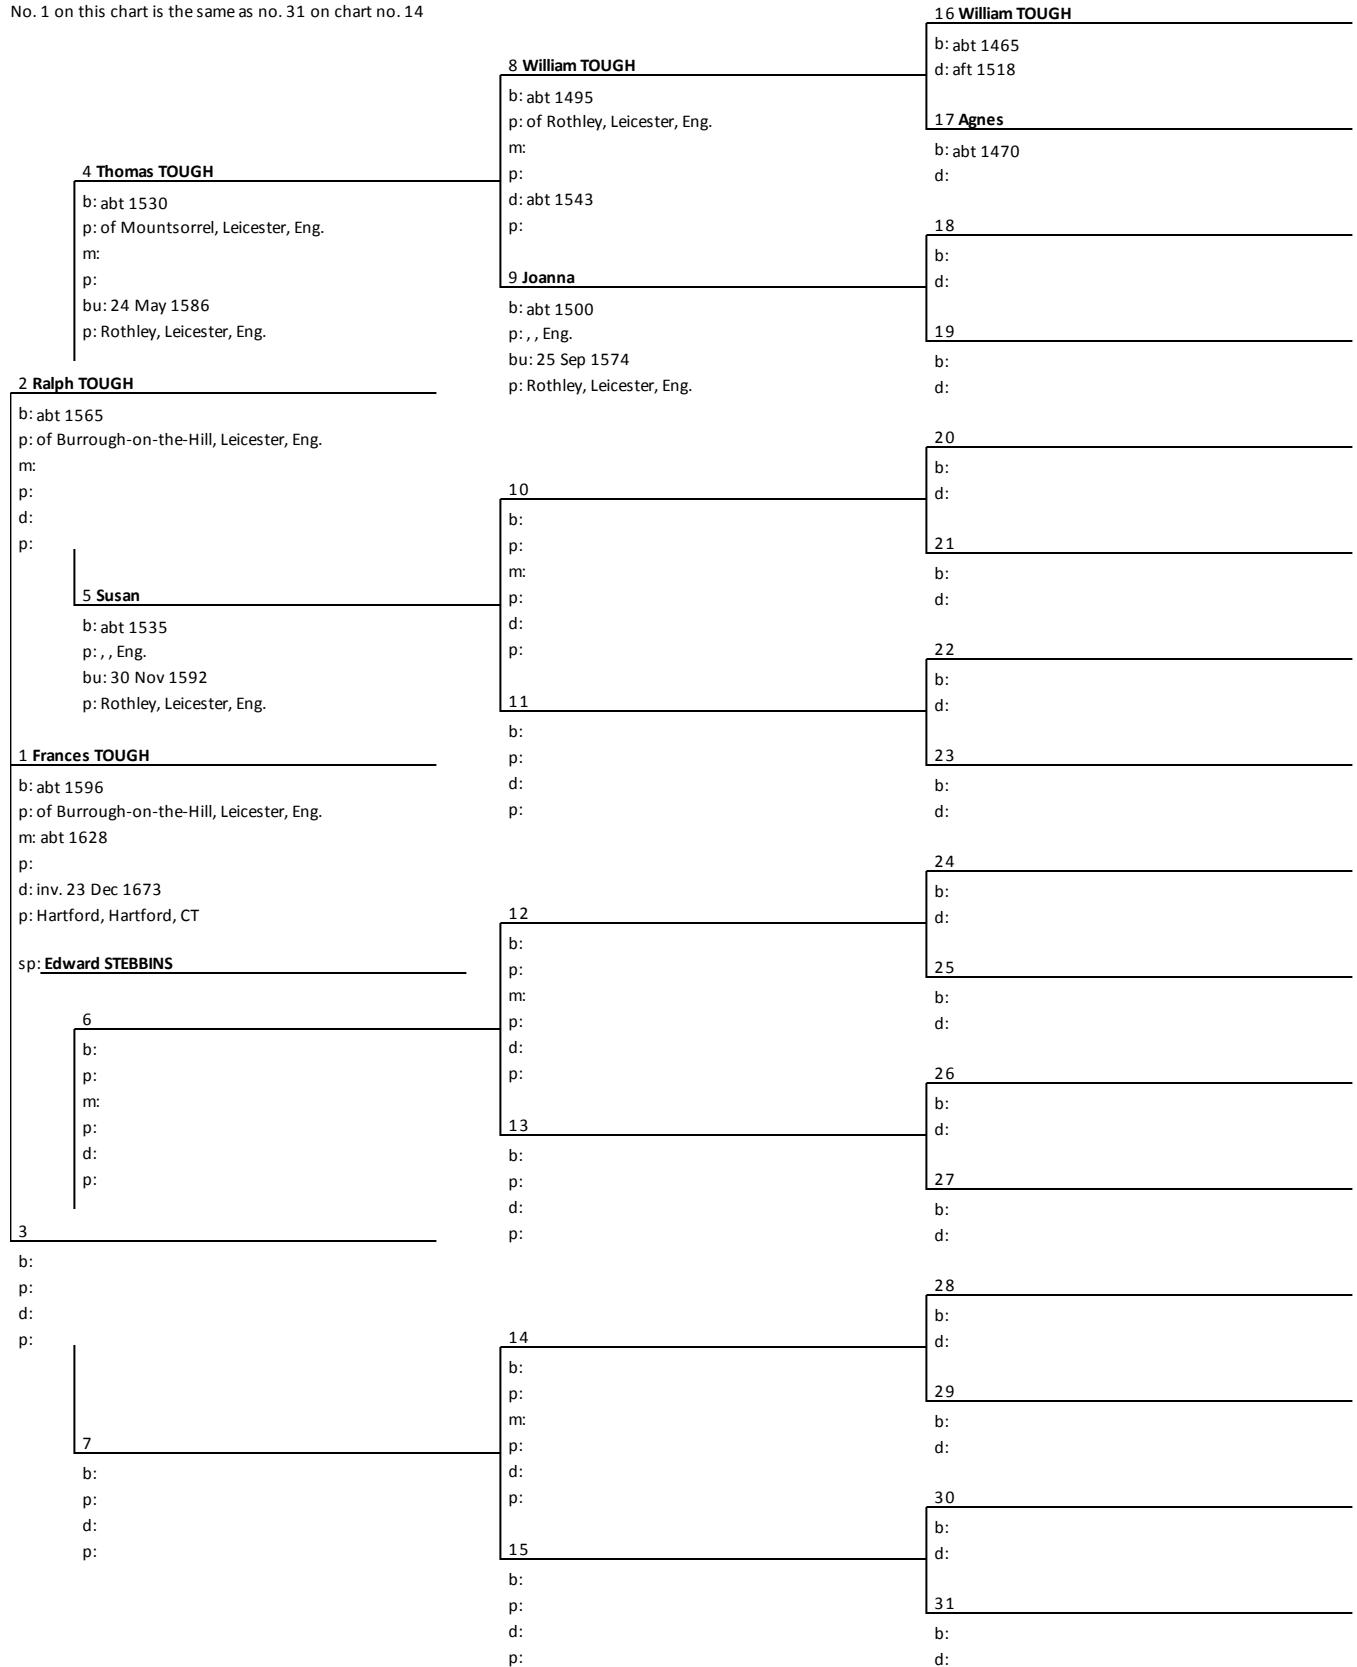 No. 1 on this chart is the same as no. 31 on chart no. 14
2 Ralph TOUGH
b: abt 1565
p: of Burrough-on-the-Hill, Leicester, Eng.
m:
p:
d:
p:
1 Frances TOUGH
b: abt 1596
p: of Burrough-on-the-Hill, Leicester, Eng.
m: abt 1628
p:
d: inv. 23 Dec 1673
p: Hartford, Hartford, CT
sp: Edward STEBBINS
3
b:
p:
d:
p:
4 Thomas TOUGH
b: abt 1530
p: of Mountsorrel, Leicester, Eng.
m:
p:
bu: 24 May 1586
p: Rothley, Leicester, Eng.
5 Susan
b: abt 1535
p: , , Eng.
bu: 30 Nov 1592
p: Rothley, Leicester, Eng.
6
b:
p:
m:
p:
d:
p:
7
b:
p:
d:
p:
8 William TOUGH
b: abt 1495
p: of Rothley, Leicester, Eng.
m:
p:
d: abt 1543
p:
9 Joanna
b: abt 1500
p: , , Eng.
bu: 25 Sep 1574
p: Rothley, Leicester, Eng.
10
b:
p:
m:
p:
d:
p:
11
b:
p:
d:
p:
12
b:
p:
m:
p:
d:
p:
13
b:
p:
d:
p:
14
b:
p:
m:
p:
d:
p:
15
b:
p:
d:
p:
16 William TOUGH
b: abt 1465
d: aft 1518
17 Agnes
b: abt 1470
d:
18
b:
d:
19
b:
d:
20
b:
d:
21
b:
d:
22
b:
d:
23
b:
d:
24
b:
d:
25
b:
d:
26
b:
d:
27
b:
d:
28
b:
d:
29
b:
d:
30
b:
d:
31
b:
d: